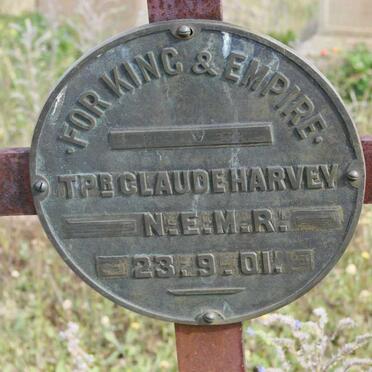 ·FOR KING & EMPIRE·
TPR CLAUDE HARVEY
N.E.M.R.
23.9.01.